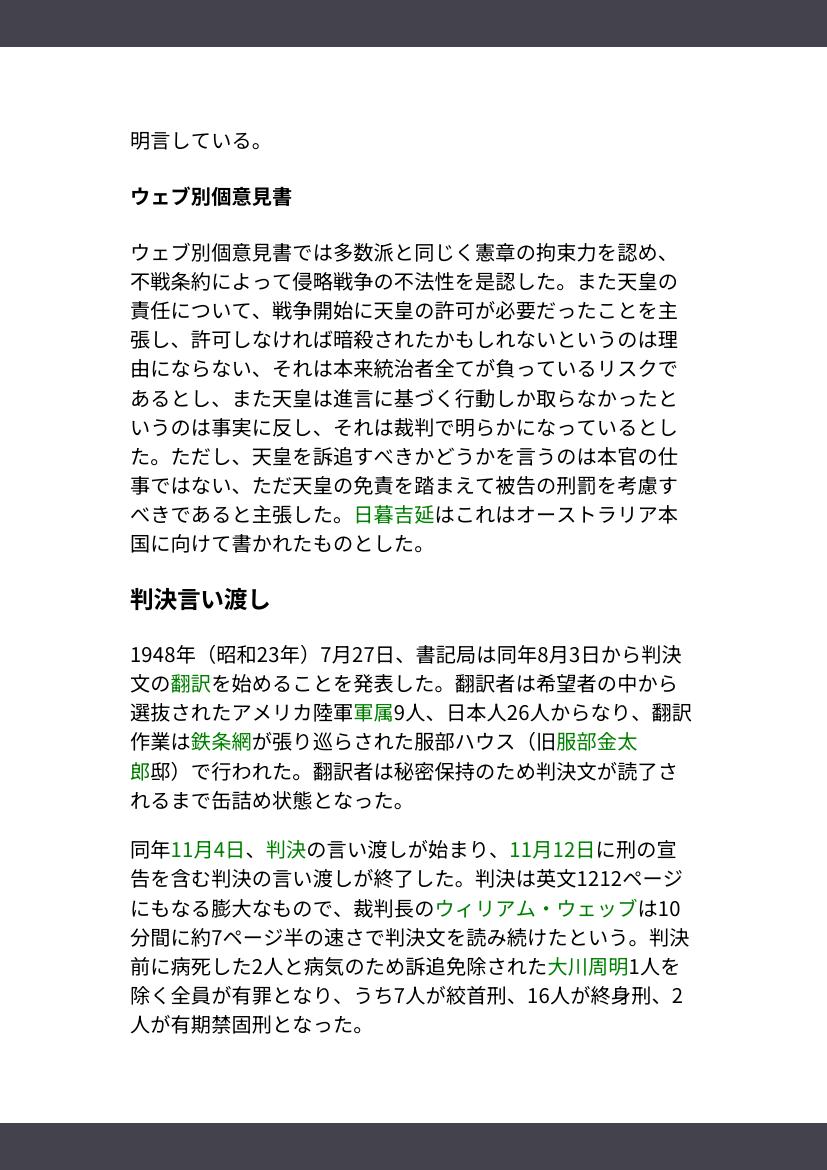 明言している。
ウェブ別個意見書
ウェブ別個意見書では多数派と同じく憲章の拘束力を認め、
不戦条約によって侵略戦争の不法性を是認した。また天皇の
責任について、戦争開始に天皇の許可が必要だったことを主
張し、許可しなければ暗殺されたかもしれないというのは理
由にならない、それは本来統治者全てが負っているリスクで
あるとし、また天皇は進言に基づく行動しか取らなかったと
いうのは事実に反し、それは裁判で明らかになっているとし
た。ただし、天皇を訴追すべきかどうかを言うのは本官の仕
事ではない、ただ天皇の免責を踏まえて被告の刑罰を考慮す
べきであると主張した。日暮吉延はこれはオーストラリア本
国に向けて書かれたものとした。
判決言い渡し
1948年（昭和23年）7月27日、書記局は同年8月3日から判決
文の翻訳を始めることを発表した。翻訳者は希望者の中から
選抜されたアメリカ陸軍軍属9人、日本人26人からなり、翻訳
作業は鉄条網が張り巡らされた服部ハウス（旧服部金太
郎邸）で行われた。翻訳者は秘密保持のため判決文が読了さ
れるまで缶詰め状態となった。
同年11月4日、判決の言い渡しが始まり、11月12日に刑の宣
告を含む判決の言い渡しが終了した。判決は英文1212ページ
にもなる膨大なもので、裁判長のウィリアム・ウェッブは10
分間に約7ページ半の速さで判決文を読み続けたという。判決
前に病死した2人と病気のため訴追免除された大川周明1人を
除く全員が有罪となり、うち7人が絞首刑、16人が終身刑、2
人が有期禁固刑となった。